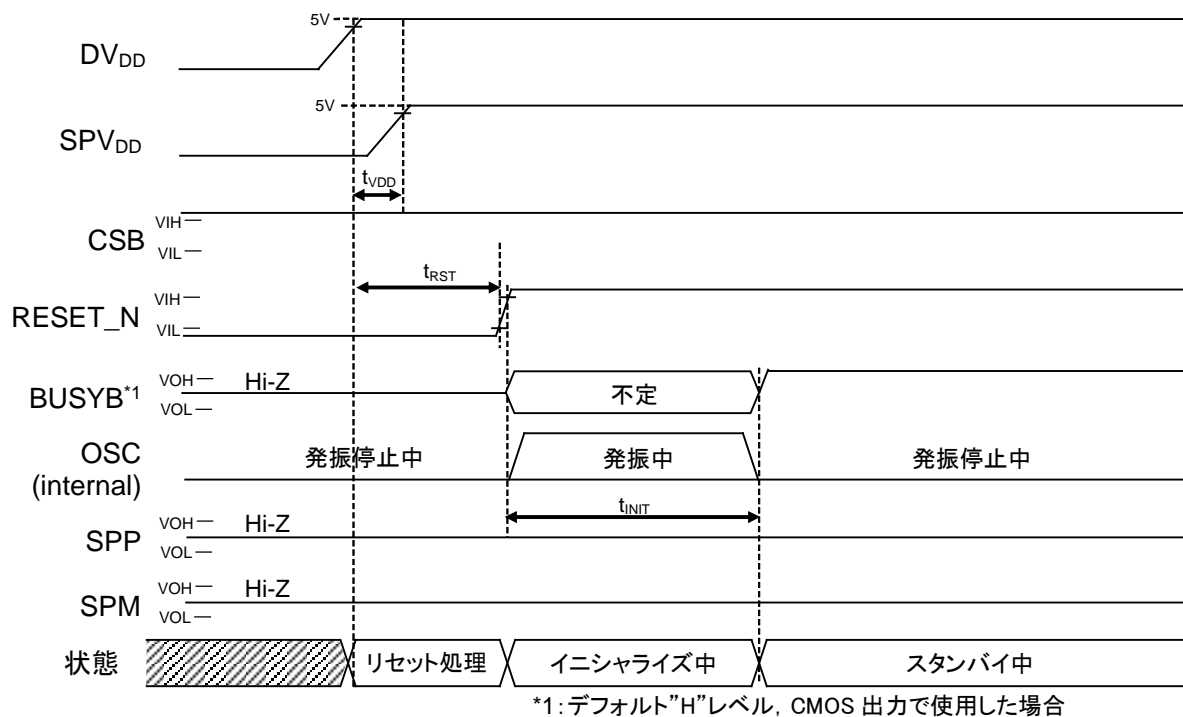 5V
DVDD
5V
SPVDD
tVDD
VIH
CSB
VIL
tRST
VIH
RESET_N
VIL
VOH Hi-Z
BUSYB*1 不定
VOL
OSC
(internal)
発振停止中 発振中 発振停止中
tINIT
VOH Hi-Z
SPP
VOL
VOH Hi-Z
SPM
VOL
状態 リセット処理 イニシャライズ中 スタンバイ中
*1:デフォルト”H”レベル, CMOS 出力で使用した場合